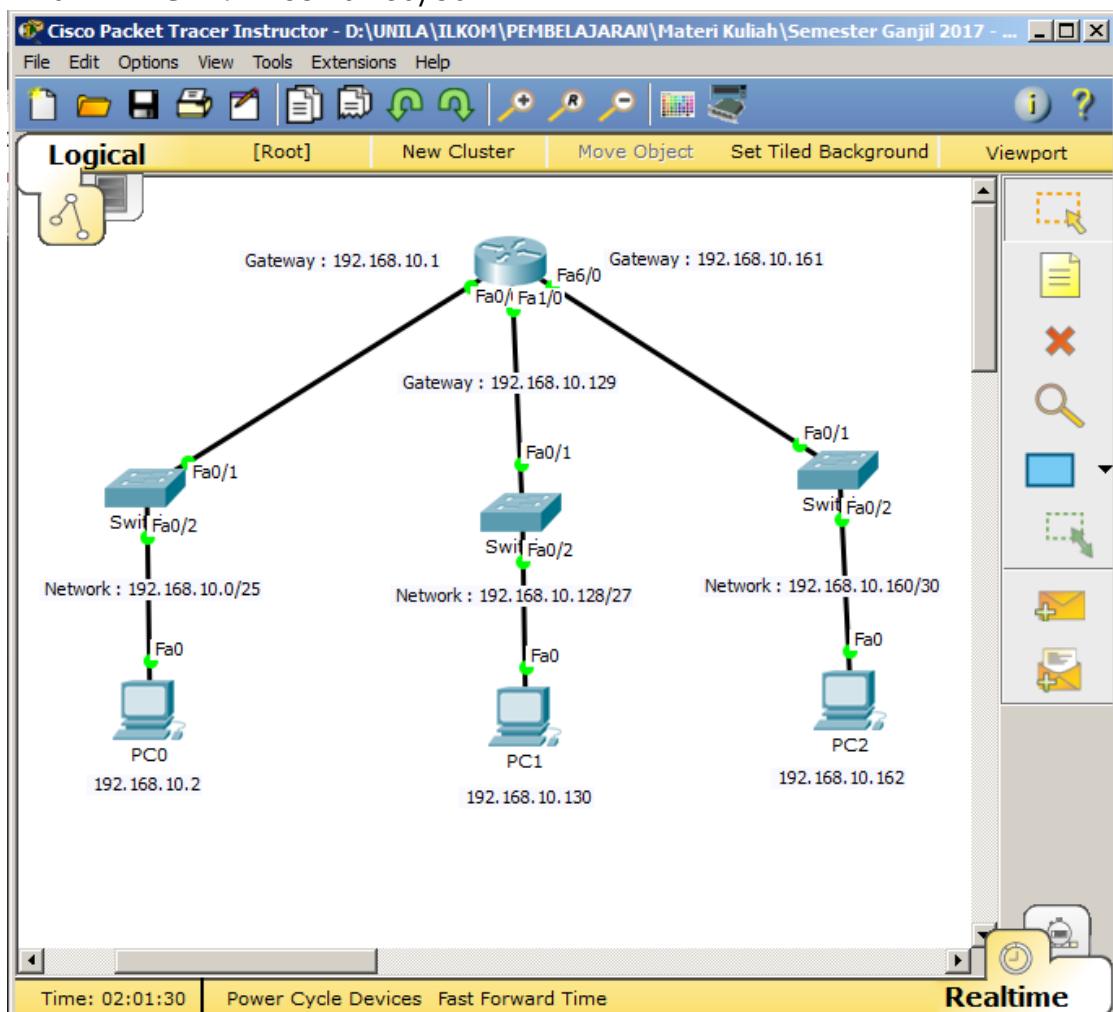 Cisco Packet Tracer Instructor - D:\UNILA\ILKOM\PEMBELAJARAN\Materi Kuliah\Semester Ganjil 2017 - ...
File Edit Options View Tools Extensions Help
Logical [Root] New Cluster Move Object Set Tiled Background Viewport
Gateway : 192.168.10.1
Gateway : 192.168.10.161
Fa6/0
Fa0/ Fa1/0
Gateway : 192.168.10.129
Fa0/1
Fa0/1
Fa0/1
Swit Fa0/2
Swit Fa0/2
Swit Fa0/2
Network : 192.168.10.0/25
Network : 192.168.10.128/27
Network : 192.168.10.160/30
Fa0
Fa0
Fa0
PC0
PC1
PC2
192.168.10.2
192.168.10.130
192.168.10.162
Time: 02:01:30 Power Cycle Devices Fast Forward Time Realtime